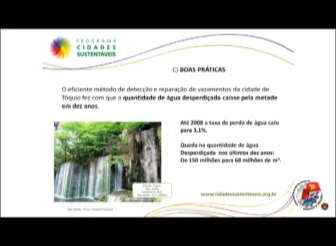 PROGRAMA
CIDADES
SUSTENTÁVEIS
C) BOAS PRÁTICAS
O eficiente método de detecção e reparação de vazamentos da cidade de
Tóquio fez com que a quantidade de água desperdiçada caísse pela metade
em dez anos.
Até 2008 a taxa de perda de água caiu
para 3,1%.
Queda na quantidade de água
Desperdiçada nos últimos dez anos:
De 150 milhões para 68 milhões de m³.
www.cidadessustentaveis.org.br